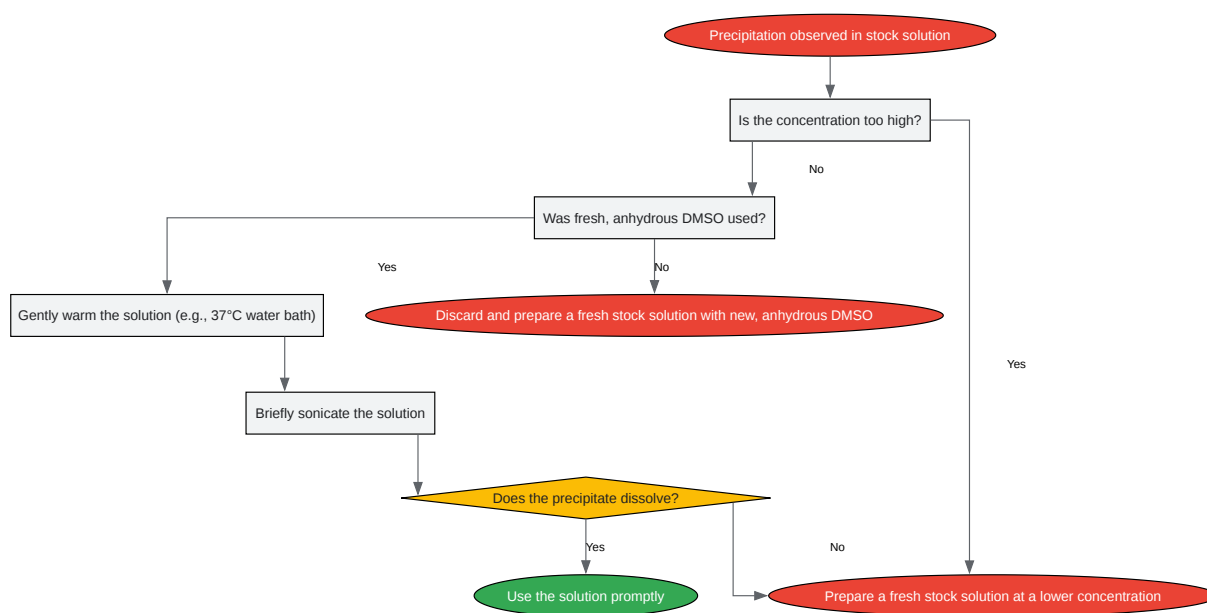 Precipitation observed in stock solution
Is the concentration too high?
No
Was fresh, anhydrous DMSO used?
Yes
No
Gently warm the solution (e.g., 37°C water bath)
Discard and prepare a fresh stock solution with new, anhydrous DMSO
Yes
Briefly sonicate the solution
Does the precipitate dissolve?
Yes
No
Use the solution promptly
Prepare a fresh stock solution at a lower concentration